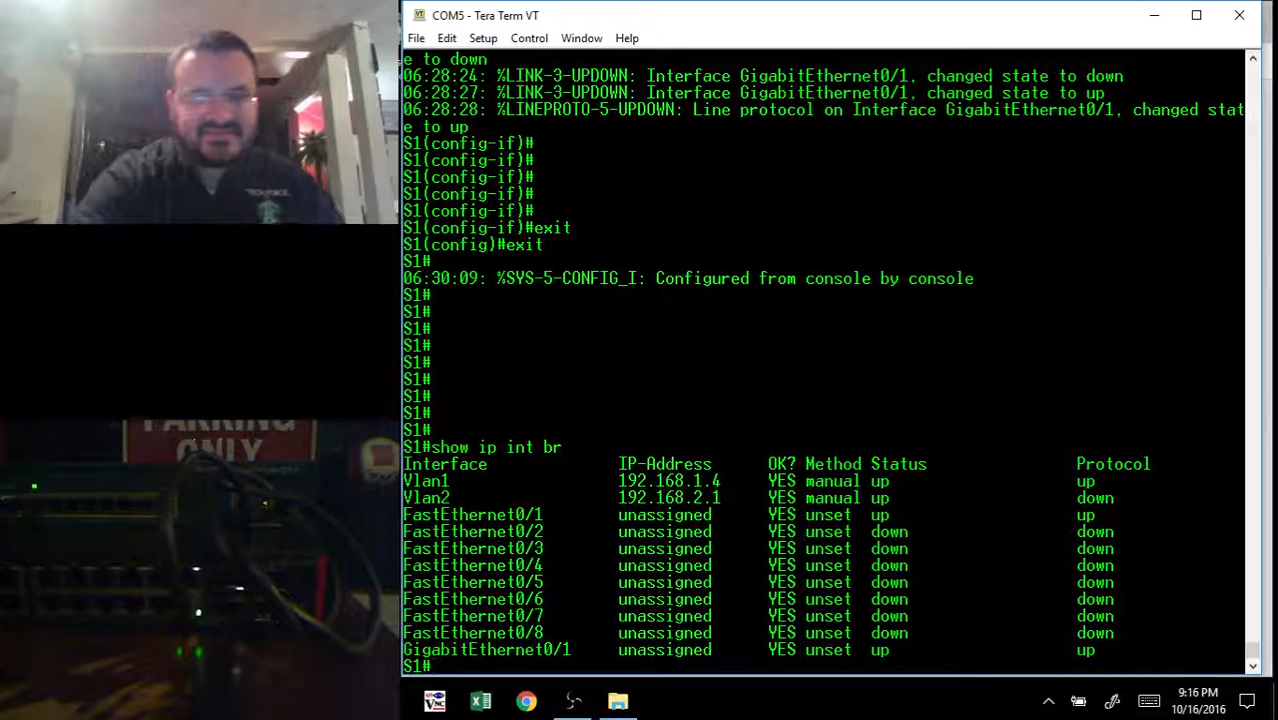 COM5 - Tera Term VT
File Edit Setup Control Window Help
e to down
06:28:24: %LINK-3-UPDOWN: Interface GigabitEthernet0/1, changed state to down
06:28:27: %LINK-3-UPDOWN: Interface GigabitEthernet0/1, changed state to up
06:28:28: %LINEPROTO-5-UPDOWN: Line protocol on Interface GigabitEthernet0/1, changed stat
e to up
S1(config-if)#
S1(config-if)#
S1(config-if)#
S1(config-if)#
S1(config-if)#
S1(config-if)#exit
S1(config)#exit
S1#
06:30:09: %SYS-5-CONFIG_I: Configured from console by console
S1#
S1#
S1#
S1#
S1#
S1#
S1#
S1#
S1#
S1#show ip int br
Interface IP-Address OK? Method Status Protocol
Vlan1 192.168.1.4 YES manual up up
Vlan2 192.168.2.1 YES manual up down
FastEthernet0/1 unassigned YES unset up up
FastEthernet0/2 unassigned YES unset down down
FastEthernet0/3 unassigned YES unset down down
FastEthernet0/4 unassigned YES unset down down
FastEthernet0/5 unassigned YES unset down down
FastEthernet0/6 unassigned YES unset down down
FastEthernet0/7 unassigned YES unset down down
FastEthernet0/8 unassigned YES unset down down
GigabitEthernet0/1 unassigned YES unset up up
S1#
PARKING
ONLY
9:16 PM
10/16/2016